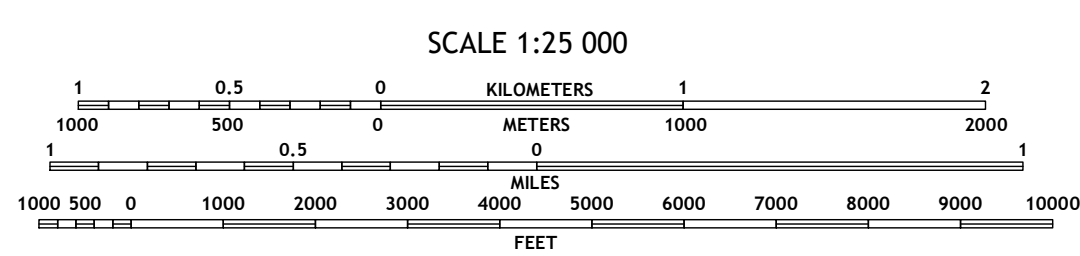 SCALE 1:25 000
1 0.5 0 KILOMETERS 1 2
1000 500 0 METERS 1000 2000
1 0.5 0 1
MILES
1000 500 0 1000 2000 3000 4000 5000 6000 7000 8000 9000 10000
FEET